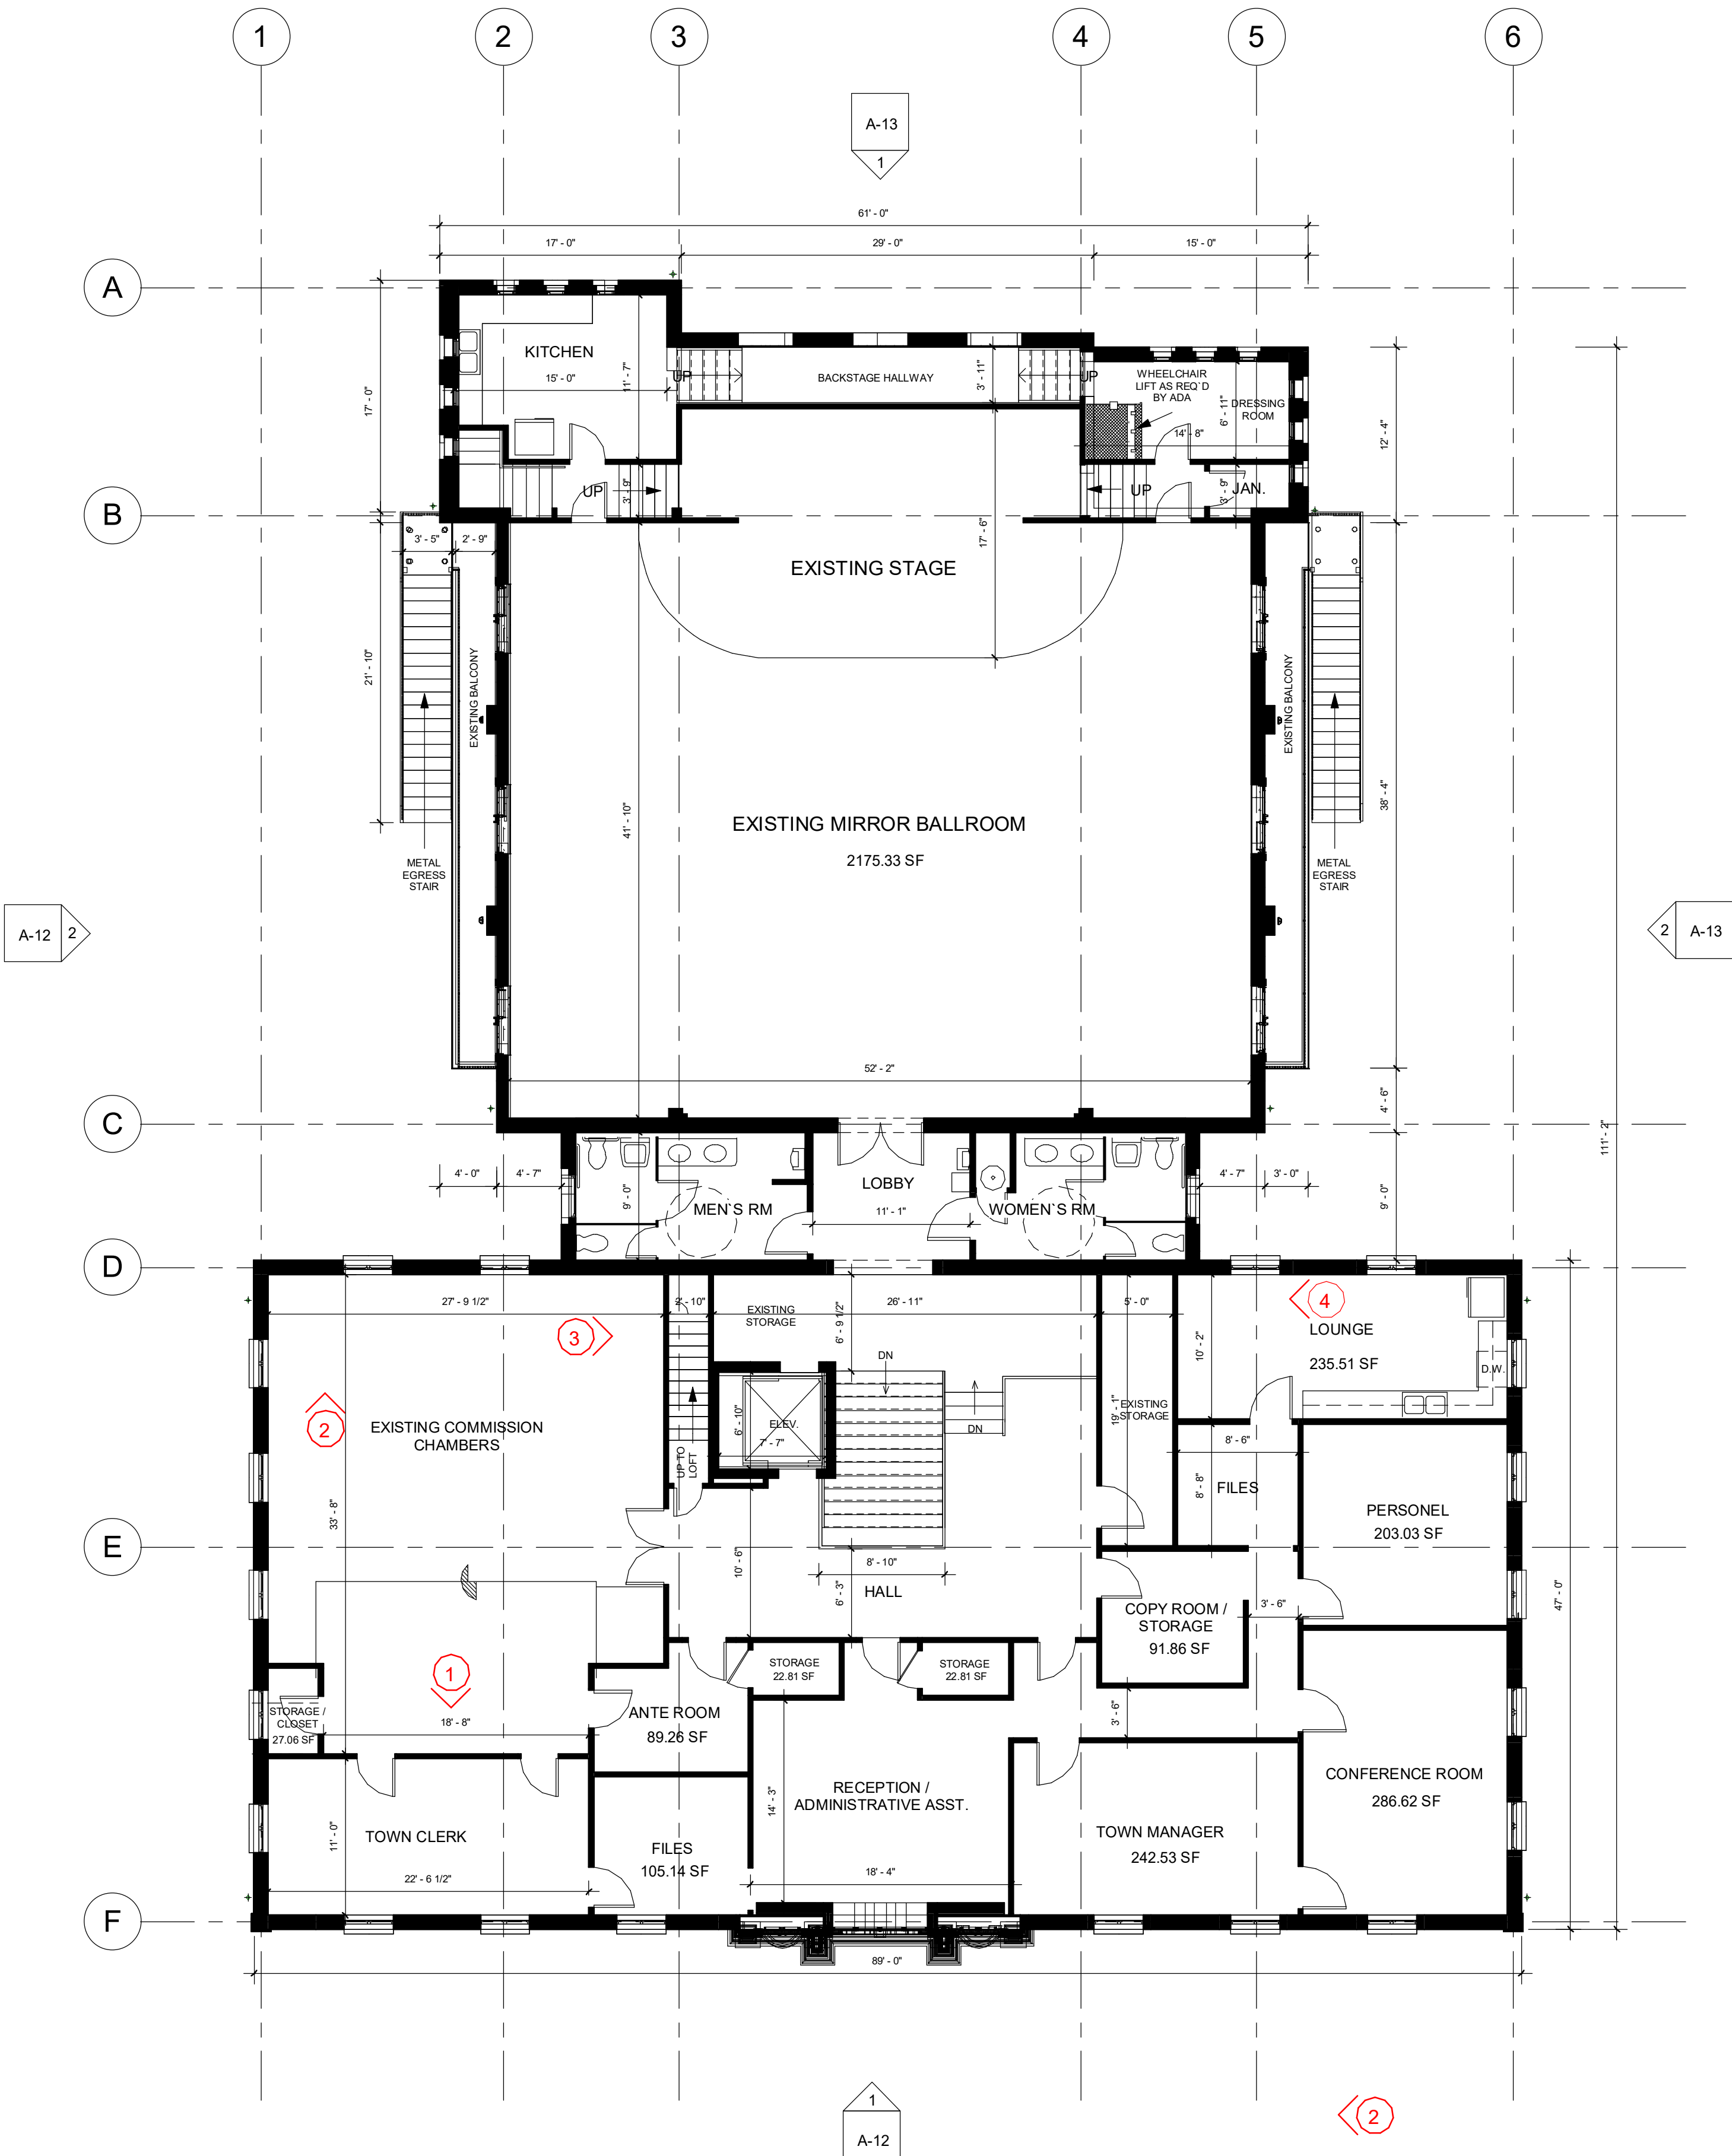 1
2
3
4
5
6
A-13
1
61' - 0"
17' - 0"
29' - 0"
15' - 0"
A
KITCHEN
15' - 0"
11' - 7"
17' - 0"
UP
BACKSTAGE HALLWAY
3' - 11"
UP
WHEELCHAIR
LIFT AS REQ`D
BY ADA
6' - 11"
DRESSING
ROOM
14' - 8"
12' - 4"
B
UP
3' - 9"
UP
3' - 9"
JAN.
3' - 5"
2' - 9"
17' - 6"
EXISTING STAGE
21' - 10"
EXISTING BALCONY
EXISTING BALCONY
41' - 10"
EXISTING MIRROR BALLROOM
2175.33 SF
38' - 4"
METAL
EGRESS
STAIR
METAL
EGRESS
STAIR
A-12
2
2
A-13
52' - 2"
C
4' - 6"
111' - 2"
4' - 0"
4' - 7"
9' - 0"
MEN`S RM
LOBBY
11' - 1"
WOMEN`S RM
4' - 7"
3' - 0"
9' - 0"
D
27' - 9 1/2"
2' - 10"
EXISTING
STORAGE
6' - 9 1/2"
26' - 11"
5' - 0"
4
LOUNGE
235.51 SF
10' - 2"
D.W.
3
DN
DN
2
EXISTING COMMISSION
CHAMBERS
6' - 10"
ELEV.
7' - 7"
UP TO
LOFT
19' - 1"
EXISTING
STORAGE
8' - 6"
8' - 8"
FILES
PERSONEL
203.03 SF
33' - 8"
E
10' - 6"
8' - 10"
6' - 3"
HALL
COPY ROOM /
STORAGE
91.86 SF
3' - 6"
47' - 0"
1
STORAGE
22.81 SF
STORAGE
22.81 SF
STORAGE /
CLOSET
27.06 SF
18' - 8"
ANTE ROOM
89.26 SF
3' - 6"
RECEPTION /
ADMINISTRATIVE ASST.
14' - 3"
CONFERENCE ROOM
286.62 SF
TOWN CLERK
11' - 0"
22' - 6 1/2"
FILES
105.14 SF
18' - 4"
TOWN MANAGER
242.53 SF
F
89' - 0"
1
A-12
2